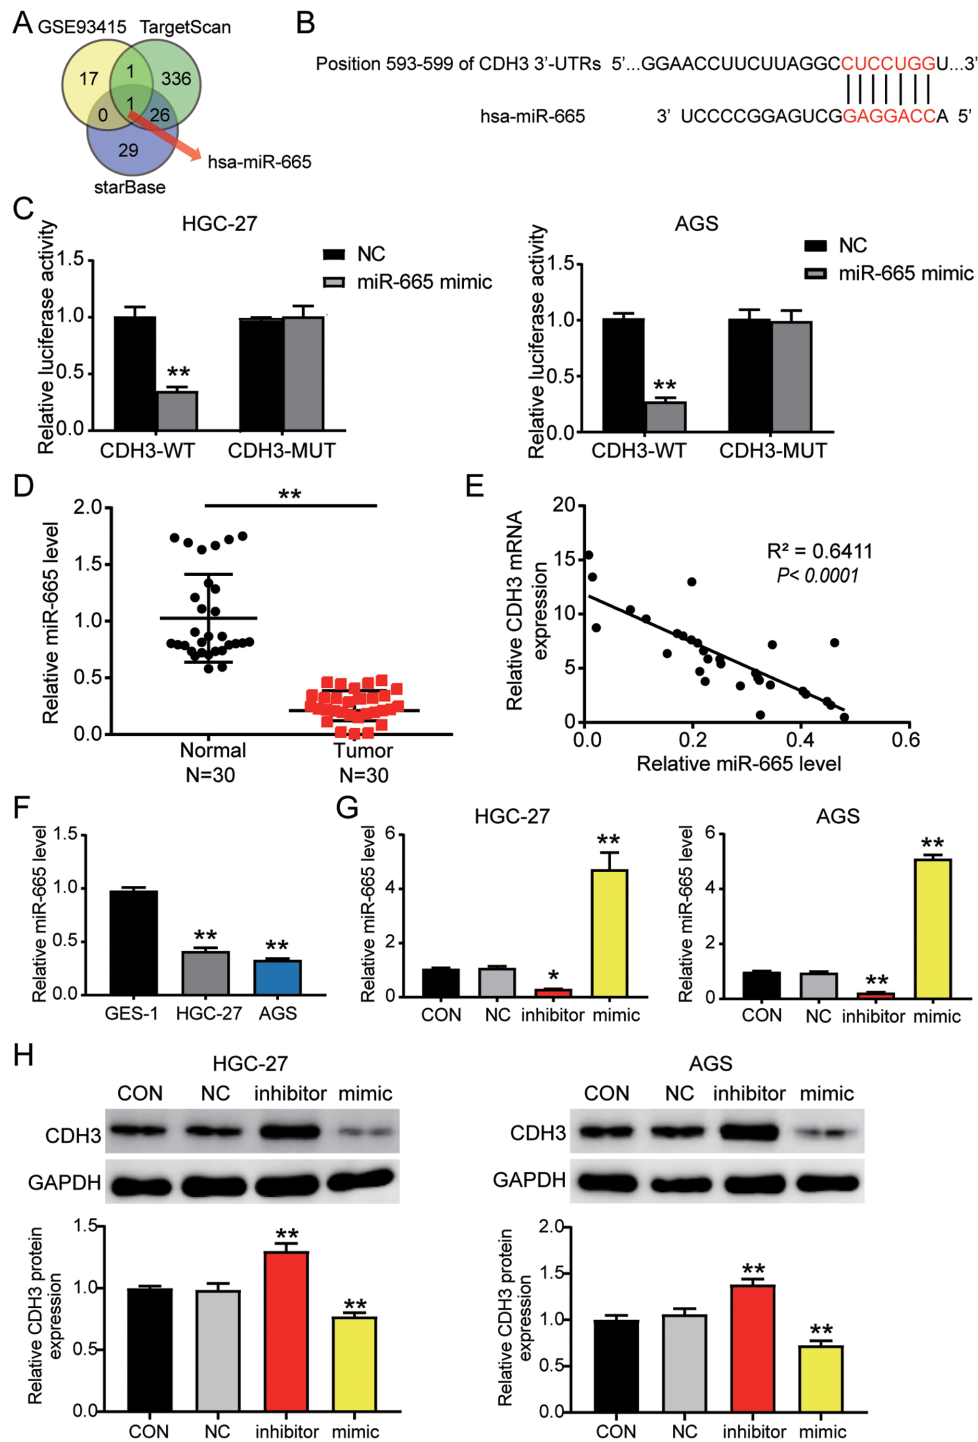 A
GSE93415 TargetScan
17 1 336
0 1 26
29
starBase
hsa-miR-665
B
Position 593-599 of CDH3 3'-UTRs 5'...GGAACCUUCUUAGGCCUCCUGGU...3'
hsa-miR-665 3' UCCCCGGAGUCGGAGGACCA 5'
C
HGC-27
Relative luciferase activity
1.5
1.0
0.5
0.0
NC
miR-665 mimic
**
CDH3-WT CDH3-MUT
AGS
Relative luciferase activity
1.5
1.0
0.5
0.0
NC
miR-665 mimic
**
CDH3-WT CDH3-MUT
D
Relative miR-665 level
2.0
1.5
1.0
0.5
0.0
**
Normal Tumor
N=30 N=30
E
Relative CDH3 mRNA
expression
20
15
10
5
0
R² = 0.6411
P< 0.0001
0.0 0.2 0.4 0.6
Relative miR-665 level
F
Relative miR-665 level
1.5
1.0
0.5
0.0
** **
GES-1 HGC-27 AGS
G
HGC-27
Relative miR-665 level
6
4
2
0
* **
CON NC inhibitor mimic
AGS
Relative miR-665 level
6
4
2
0
** **
CON NC inhibitor mimic
H
HGC-27
CON NC inhibitor mimic
CDH3
GAPDH
Relative CDH3 protein
expression
1.5
1.0
0.5
0.0
** **
CON NC inhibitor mimic
AGS
CON NC inhibitor mimic
CDH3
GAPDH
Relative CDH3 protein
expression
2.0
1.5
1.0
0.5
0.0
** **
CON NC inhibitor mimic